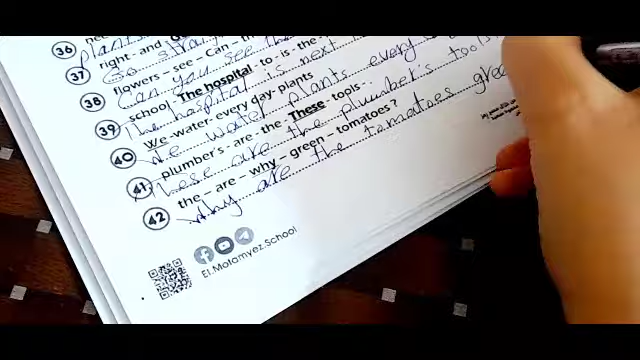 36 plants
right - and
37 Go straight
flowers - see - Can - th
38 Can you see the
school - The hospital - to - is - the -
39 The hospital is next
We - water - every day - plants
40 We water plants every
plumber's - are - the - These - tools.
41 These are the plumber's tools.
the - are - why - green - tomatoes?
42 Why are the tomatoes gree
El.Motamyez.School